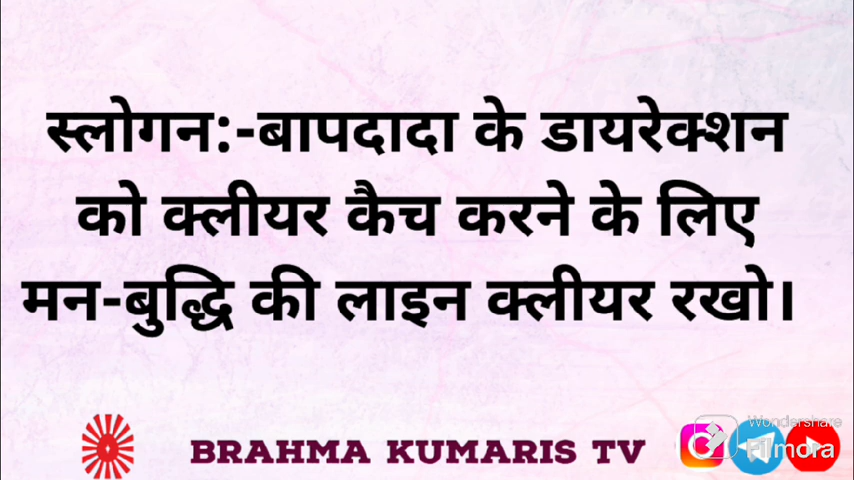 स्लोगन:-बापदादा के डायरेक्शन
को क्लीयर कैच करने के लिए
मन-बुद्धि की लाइन क्लीयर रखो।
BRAHMA KUMARIS TV
Wondershare
Filmora